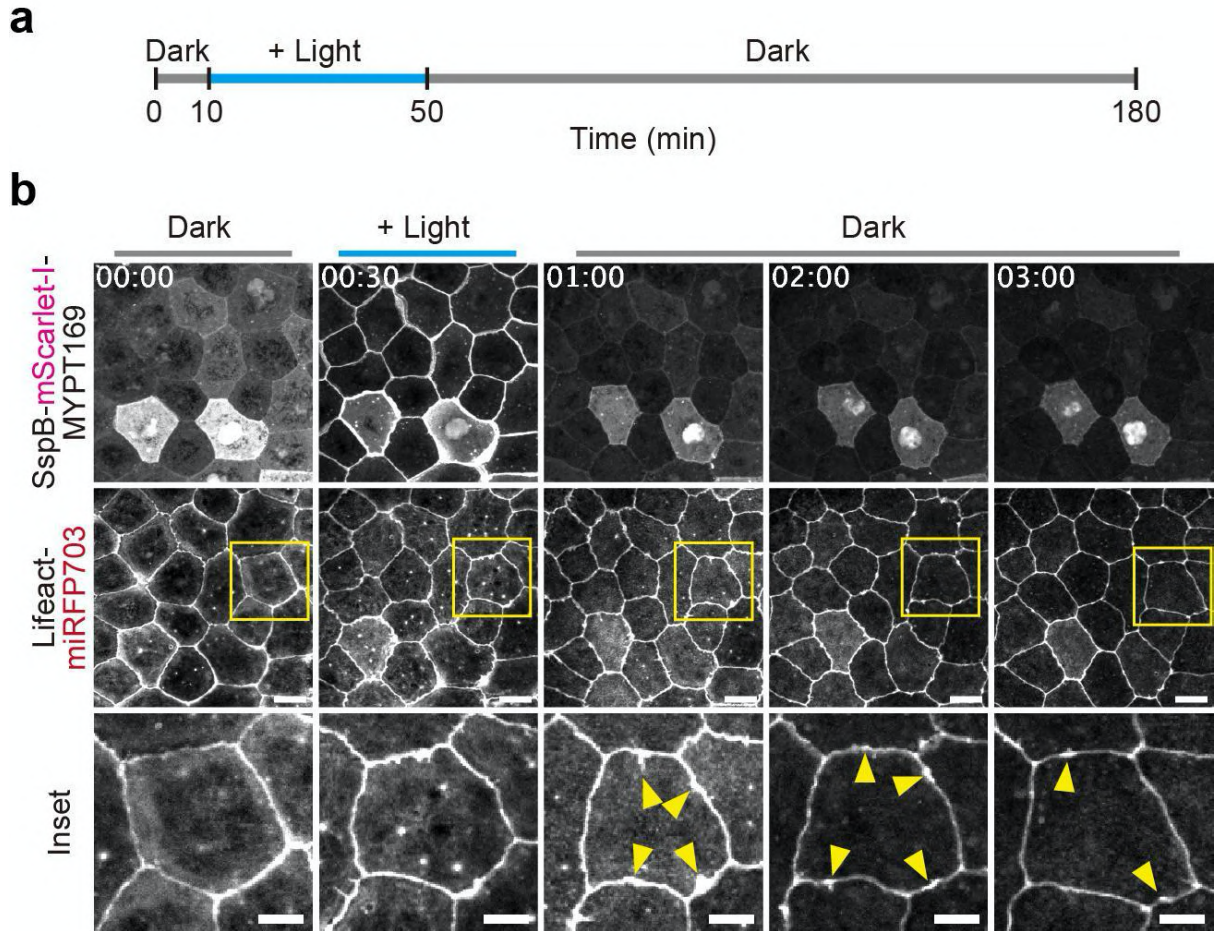 a
Dark + Light Dark
0 10 50 180
Time (min)
b
Dark + Light Dark
SspB-mScarlet-I-
MYPT169
00:00 00:30 01:00 02:00 03:00
Lifeact-
miRFP703
Inset